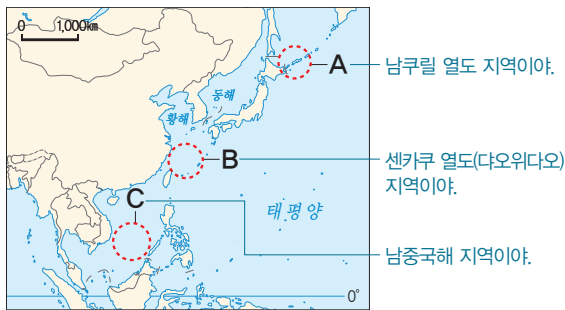 0 1,000㎞
A
남쿠릴 열도 지역이야.
동해
황해
B
센카쿠 열도(댜오위다오)
지역이야.
C
태평양
남중국해 지역이야.
0°